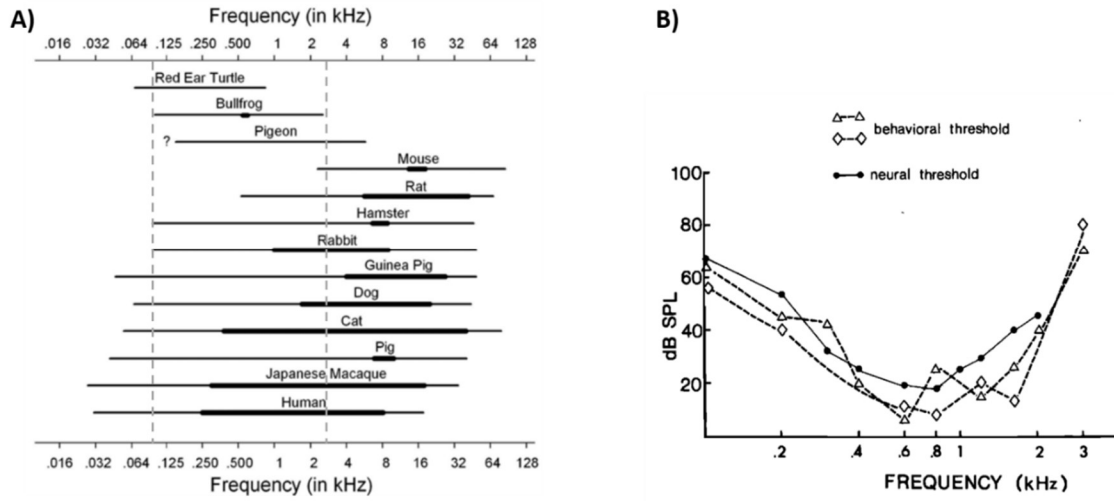 A)
Frequency (in kHz)
.016 .032 .064 .125 .250 .500 1 2 4 8 16 32 64 128
Red Ear Turtle
Bullfrog
? Pigeon
Mouse
Rat
Hamster
Rabbit
Guinea Pig
Dog
Cat
Pig
Japanese Macaque
Human
.016 .032 .064 .125 .250 .500 1 2 4 8 16 32 64 128
Frequency (in kHz)
B)
behavioral threshold
neural threshold
100
80
60
40
20
dB SPL
.2 .4 .6 .8 1 2 3
FREQUENCY (kHz)